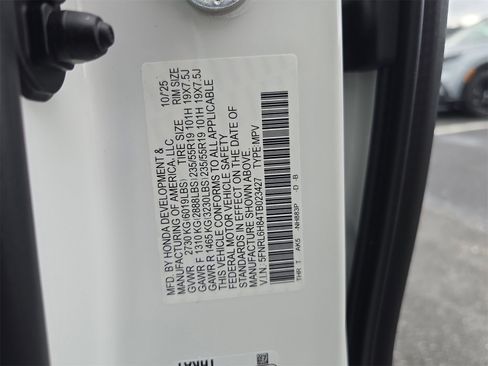 MFD. BY HONDA DEVELOPMENT & 10/25
MANUFACTURING OF AMERICA, LLC.
TIRE SIZE RIM SIZE
GVWR 2730 KG(6019LBS)
GAWR F 1310 KG(2888LBS) 235/55R19 101H 19X7.5J
GAWR R 1465 KG(3230LBS) 235/55R19 101H 19X7.5J
THIS VEHICLE CONFORMS TO ALL APPLICABLE
FEDERAL MOTOR VEHICLE SAFETY
STANDARDS IN EFFECT ON THE DATE OF
MANUFACTURE SHOWN ABOVE.
V.I.N. 5FNRL6H84TB023427 TYPE:MPV
THR T AK5 -NH883P -D -B